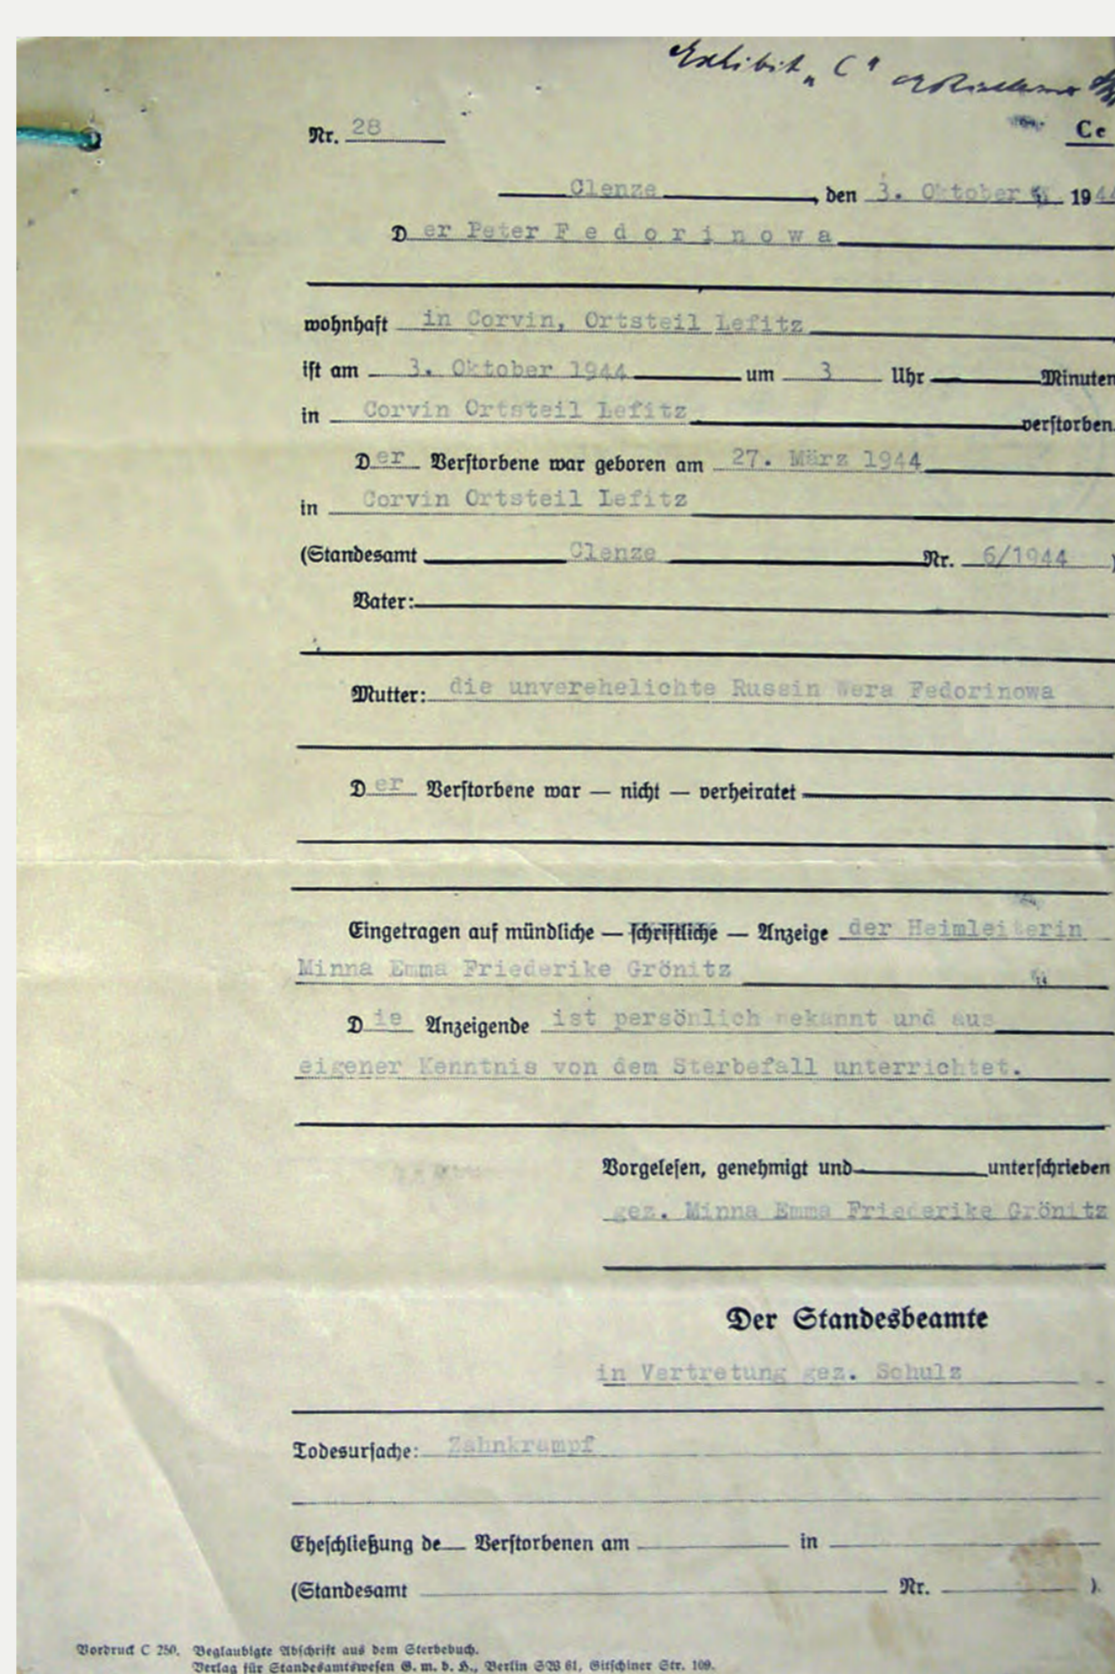 Exhibit "C"
Nr. 28
Ce
Clenze, den 3. Oktober 1944
Der Peter Fedorinowa
wohnhaft in Corvin, Ortsteil Lefitz
ist am 3. Oktober 1944 um 3 Uhr Minuten
in Corvin Ortsteil Lefitz verstorben.
Der Verstorbene war geboren am 27. März 1944
in Corvin Ortsteil Lefitz
(Standesamt Clenze Nr. 6/1944 )
Vater:
Mutter: die unverehelichte Russin Wera Fedorinowa
Der Verstorbene war — nicht — verheiratet
Eingetragen auf mündliche — schriftliche — Anzeige der Heimleiterin
Minna Emma Friederike Grönitz
Die Anzeigende ist persönlich bekannt und aus
eigener Kenntnis von dem Sterbefall unterrichtet.
Vorgelesen, genehmigt und unterschrieben
gez. Minna Emma Friederike Grönitz
Der Standesbeamte
in Vertretung gez. Schulz
Todesursache: Zahnkrampf
Eheschließung de Verstorbenen am in
(Standesamt Nr. )
Vordruck C 250. Beglaubigte Abschrift aus dem Sterbebuch.
Verlag für Standesamtswesen G. m. b. H., Berlin SW 61, Gitschiner Str. 109.